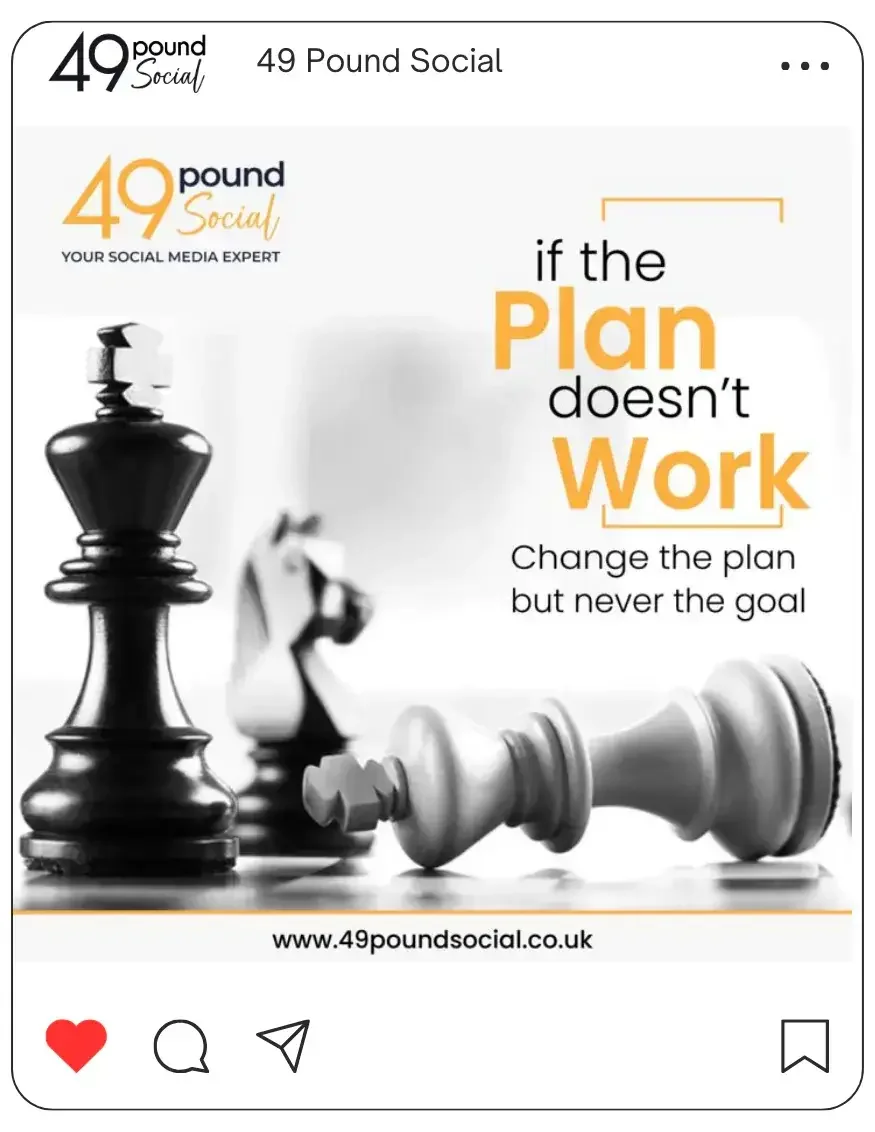 49 pound
Social
49 Pound Social
49 pound
Social
YOUR SOCIAL MEDIA EXPERT
if the
Plan
doesn't
Work
Change the plan
but never the goal
www.49poundsocial.co.uk